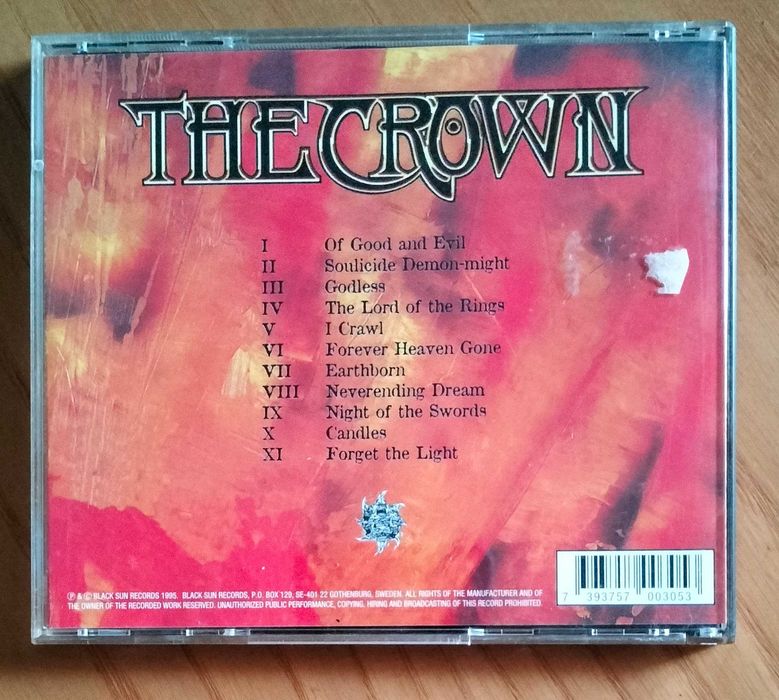 THE CROWN
I Of Good and Evil
II Soulicide Demon-might
III Godless
IV The Lord of the Rings
V I Crawl
VI Forever Heaven Gone
VII Earthborn
VIII Neverending Dream
IX Night of the Swords
X Candles
XI Forget the Light
℗ & © BLACK SUN RECORDS 1995. BLACK SUN RECORDS, P.O. BOX 129, SE-401 22 GOTHENBURG, SWEDEN. ALL RIGHTS OF THE MANUFACTURER AND OF
THE OWNER OF THE RECORDED WORK RESERVED. UNAUTHORIZED PUBLIC PERFORMANCE, COPYING, HIRING AND BROADCASTING OF THIS RECORD PROHIBITED.
7 393757 003053